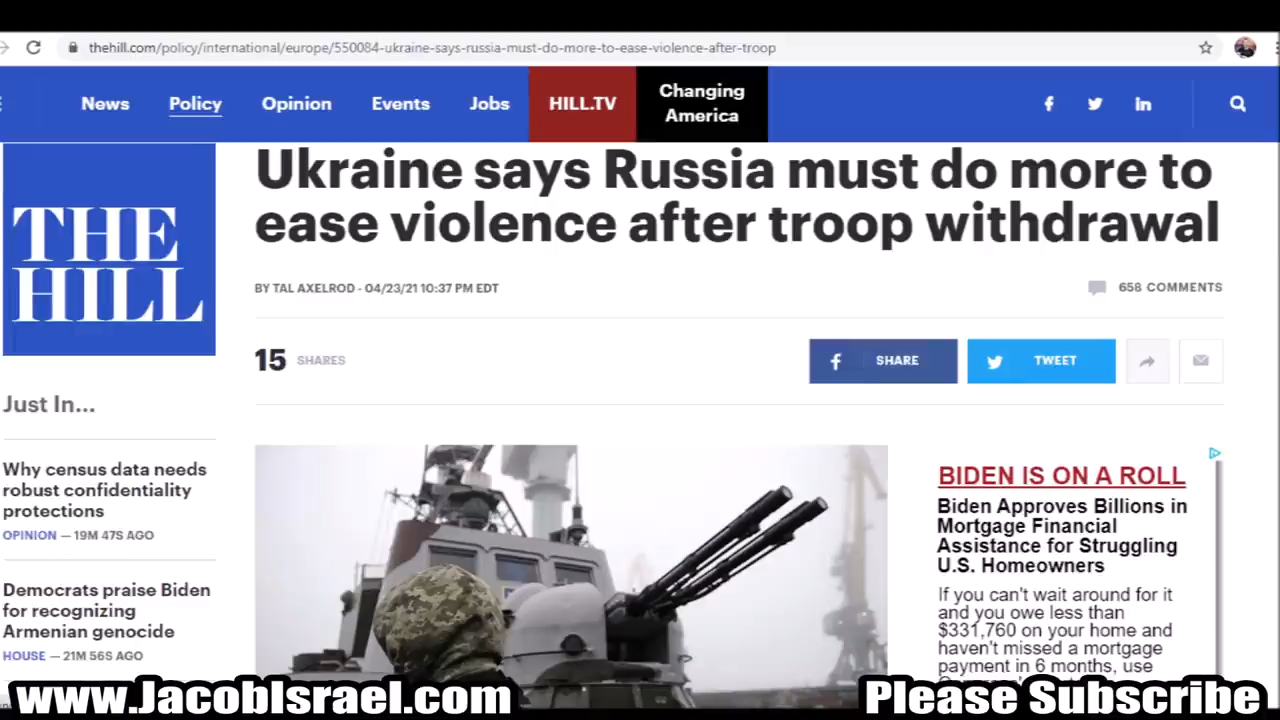 thehill.com/policy/international/europe/550084-ukraine-says-russia-must-do-more-to-ease-violence-after-troop
News Policy Opinion Events Jobs HILL.TV Changing America
THE
HILL
Ukraine says Russia must do more to
ease violence after troop withdrawal
BY TAL AXELROD - 04/23/21 10:37 PM EDT
658 COMMENTS
15 SHARES
SHARE
TWEET
Just In...
Why census data needs
robust confidentiality
protections
OPINION — 19M 47S AGO
Democrats praise Biden
for recognizing
Armenian genocide
HOUSE — 21M 56S AGO
BIDEN IS ON A ROLL
Biden Approves Billions in
Mortgage Financial
Assistance for Struggling
U.S. Homeowners
If you can't wait around for it
and you owe less than
$331,760 on your home and
haven't missed a mortgage
payment in 6 months, use
www.JacobIsrael.com
Please Subscribe